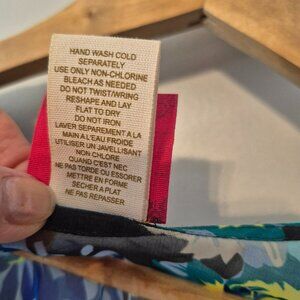 HAND WASH COLD
SEPARATELY
USE ONLY NON-CHLORINE
BLEACH AS NEEDED
DO NOT TWIST/WRING
RESHAPE AND LAY
FLAT TO DRY
DO NOT IRON
LAVER SEPAREMENT A LA
MAIN A L'EAU FROIDE
UTILISER UN JAVELLISANT
NON CHLORE
QUAND C'EST NEC
NE PAS TORDE OU ESSORER
METTRE EN FORME
SECHER A PLAT
NE PAS REPASSER